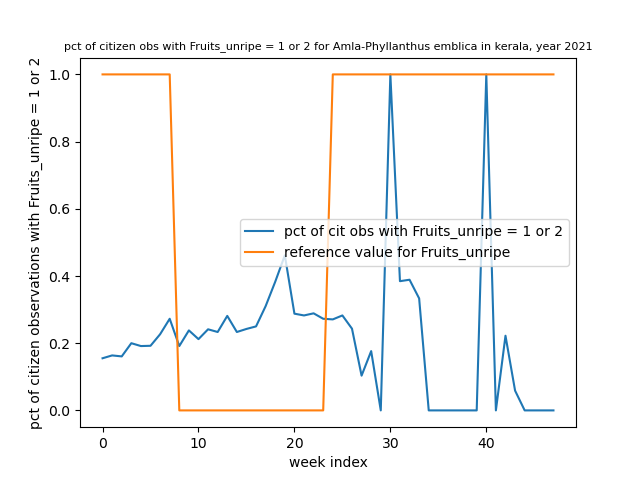 pct of citizen obs with Fruits_unripe = 1 or 2 for Amla-Phyllanthus emblica in kerala, year 2021
pct of citizen observations with Fruits_unripe = 1 or 2
1.0
0.8
0.6
0.4
0.2
0.0
pct of cit obs with Fruits_unripe = 1 or 2
reference value for Fruits_unripe
0 10 20 30 40
week index